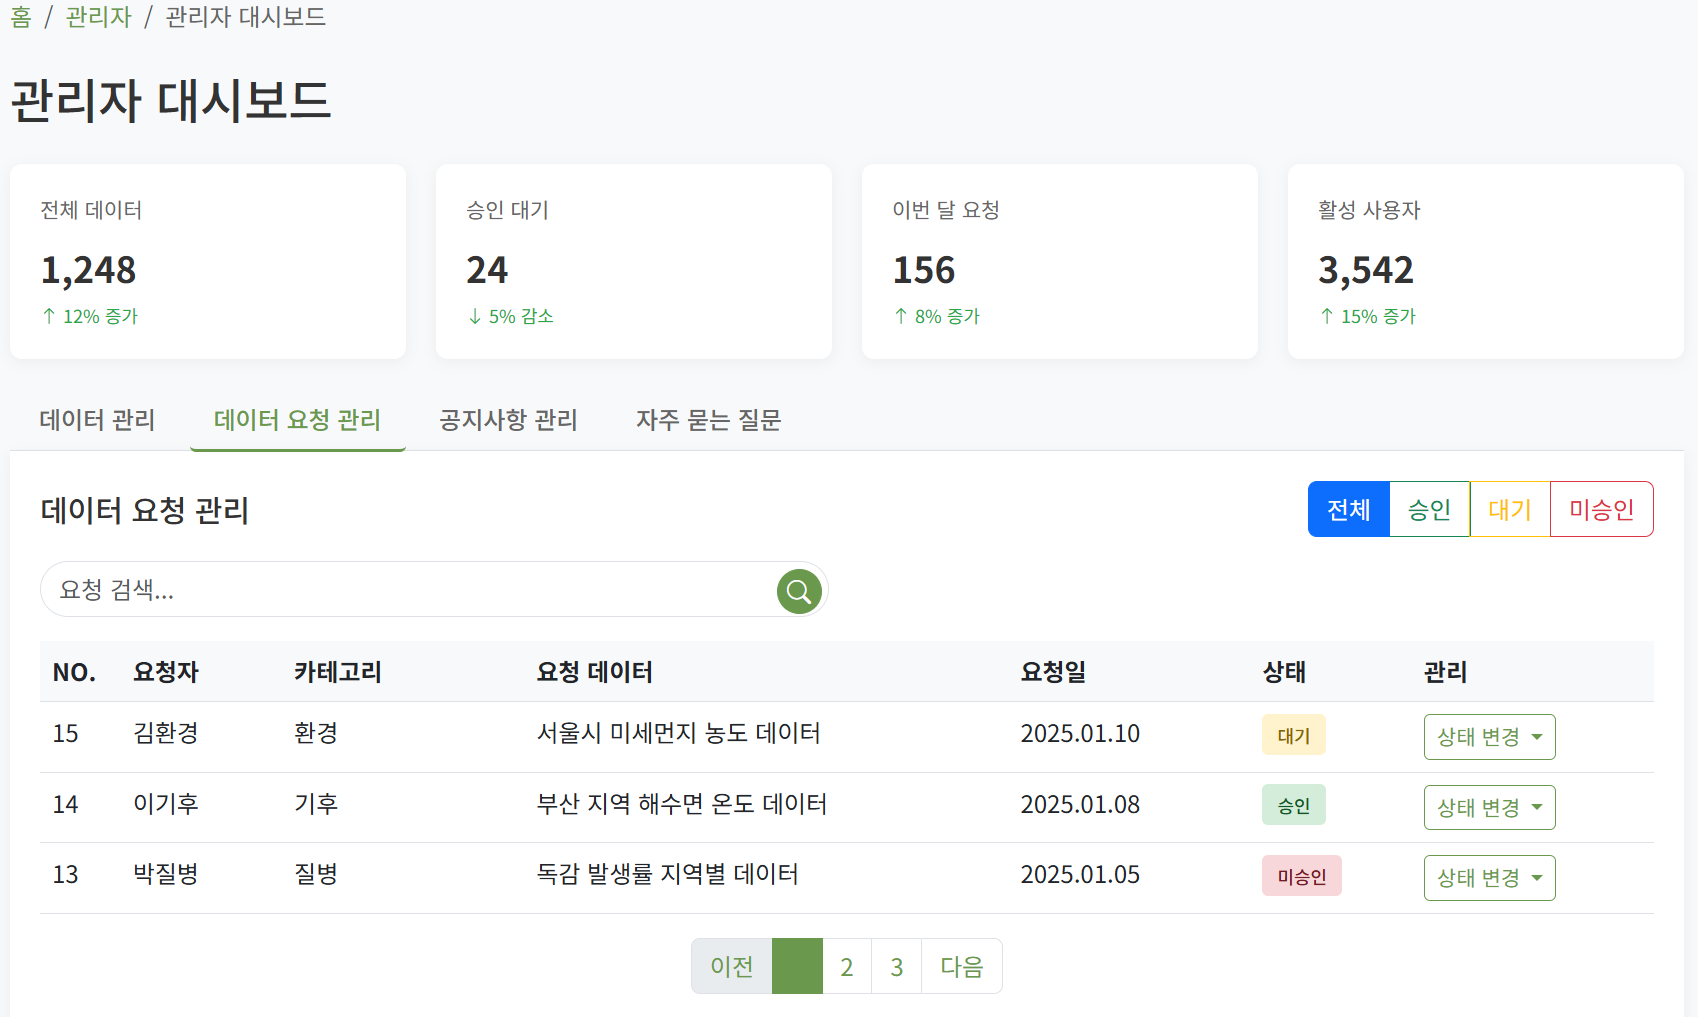 홈 / 관리자 / 관리자 대시보드
관리자 대시보드
전체 데이터
1,248
↑ 12% 증가
승인 대기
24
↓ 5% 감소
이번 달 요청
156
↑ 8% 증가
활성 사용자
3,542
↑ 15% 증가
데이터 관리 데이터 요청 관리 공지사항 관리 자주 묻는 질문
데이터 요청 관리
전체 승인 대기 미승인
요청 검색...
NO. 요청자 카테고리 요청 데이터 요청일 상태 관리
15 김환경 환경 서울시 미세먼지 농도 데이터 2025.01.10 대기 상태 변경
14 이기후 기후 부산 지역 해수면 온도 데이터 2025.01.08 승인 상태 변경
13 박질병 질병 독감 발생률 지역별 데이터 2025.01.05 미승인 상태 변경
이전 2 3 다음